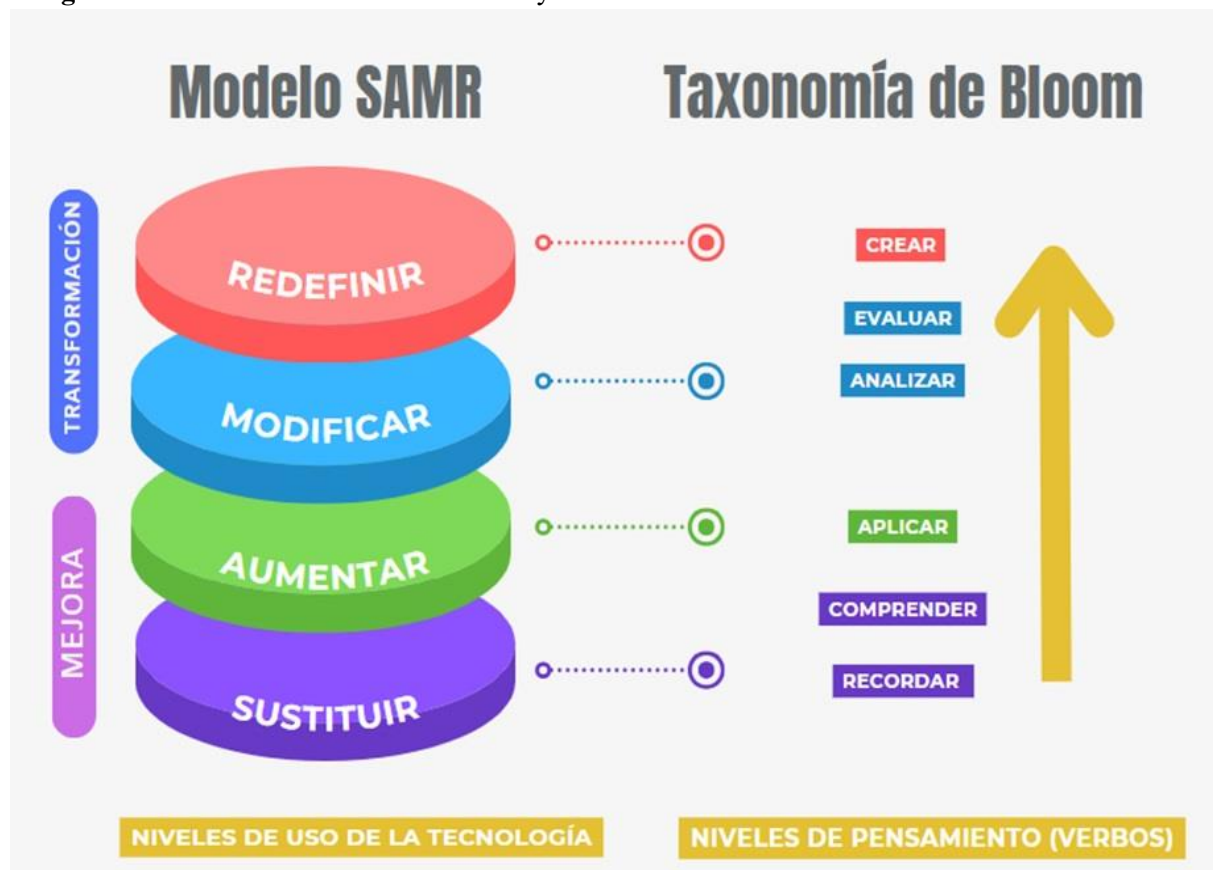 Modelo SAMR
Taxonomía de Bloom
TRANSFORMACIÓN
MEJORA
REDEFINIR
MODIFICAR
AUMENTAR
SUSTITUIR
CREAR
EVALUAR
ANALIZAR
APLICAR
COMPRENDER
RECORDAR
NIVELES DE USO DE LA TECNOLOGÍA
NIVELES DE PENSAMIENTO (VERBOS)